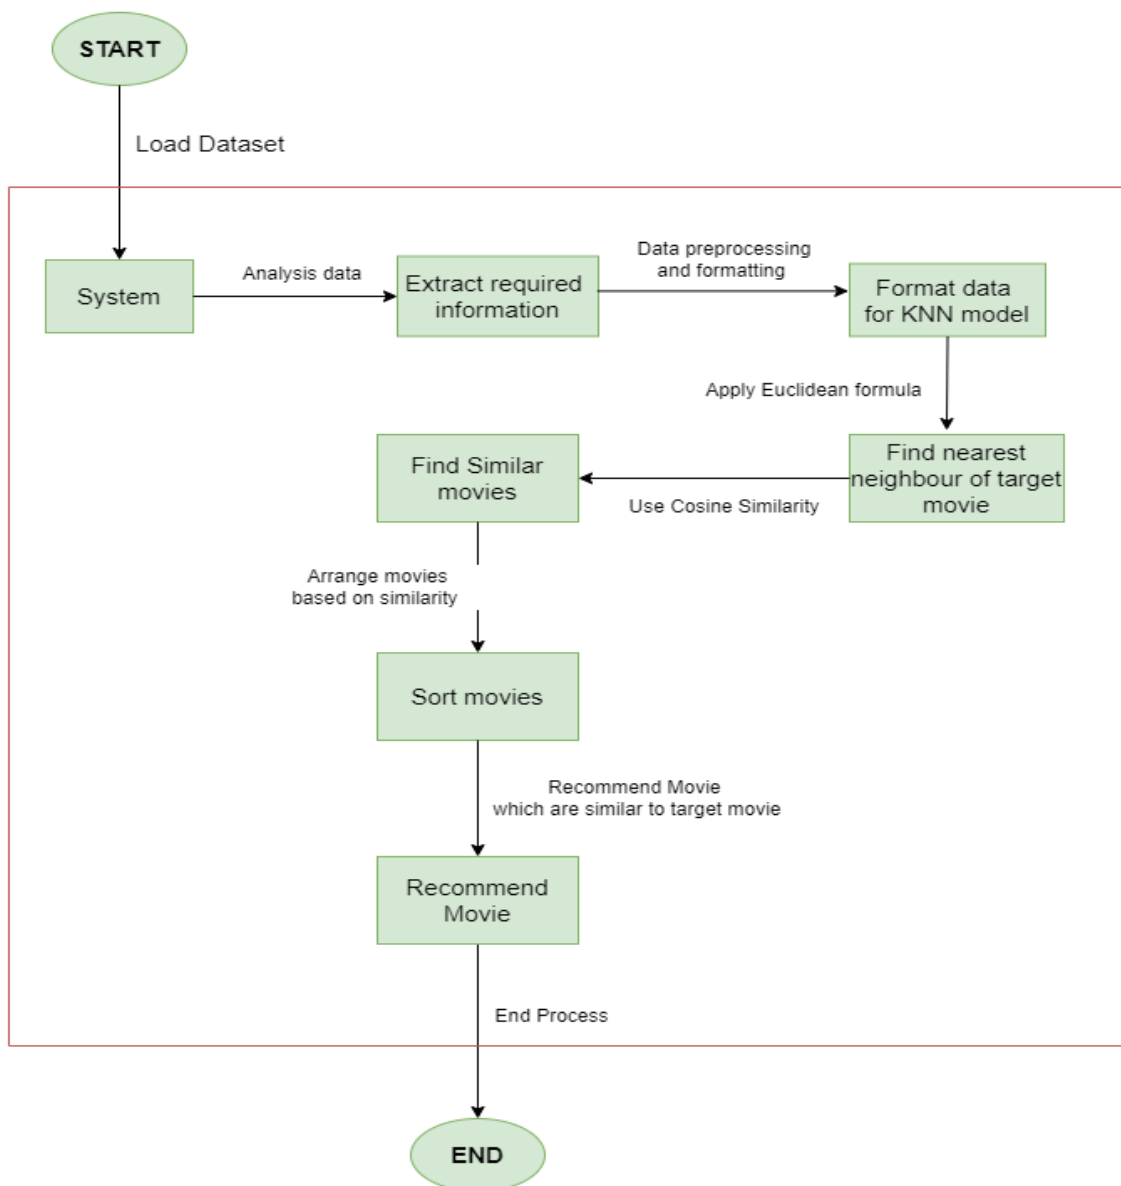 START
Load Dataset
System
Analysis data
Extract required
information
Data preprocessing
and formatting
Format data
for KNN model
Apply Euclidean formula
Find nearest
neighbour of target
movie
Use Cosine Similarity
Find Similar
movies
Arrange movies
based on similarity
Sort movies
Recommend Movie
which are similar to target movie
Recommend
Movie
End Process
END